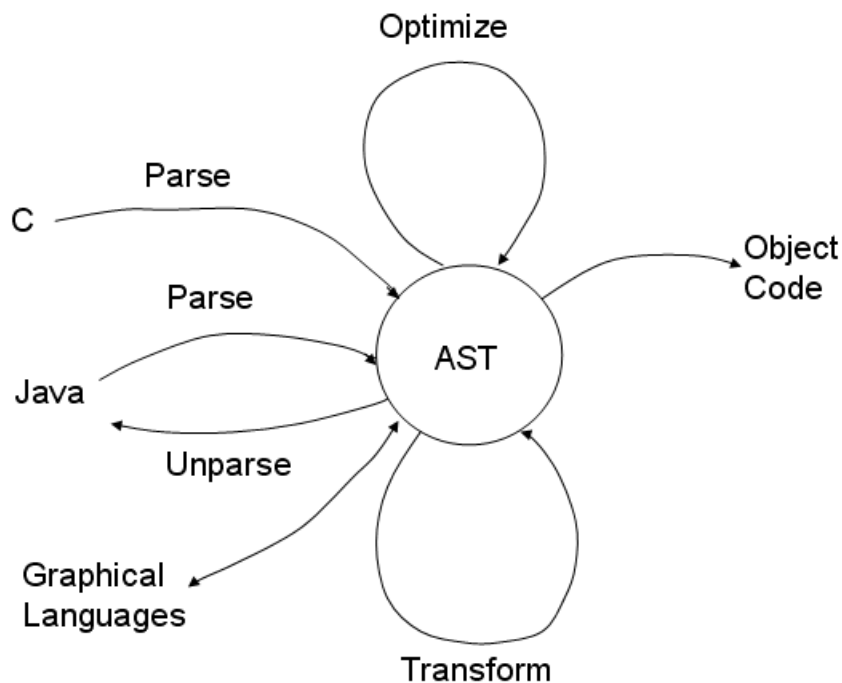 Optimize
Parse
C
Object
Code
Parse
AST
Java
Unparse
Graphical
Languages
Transform